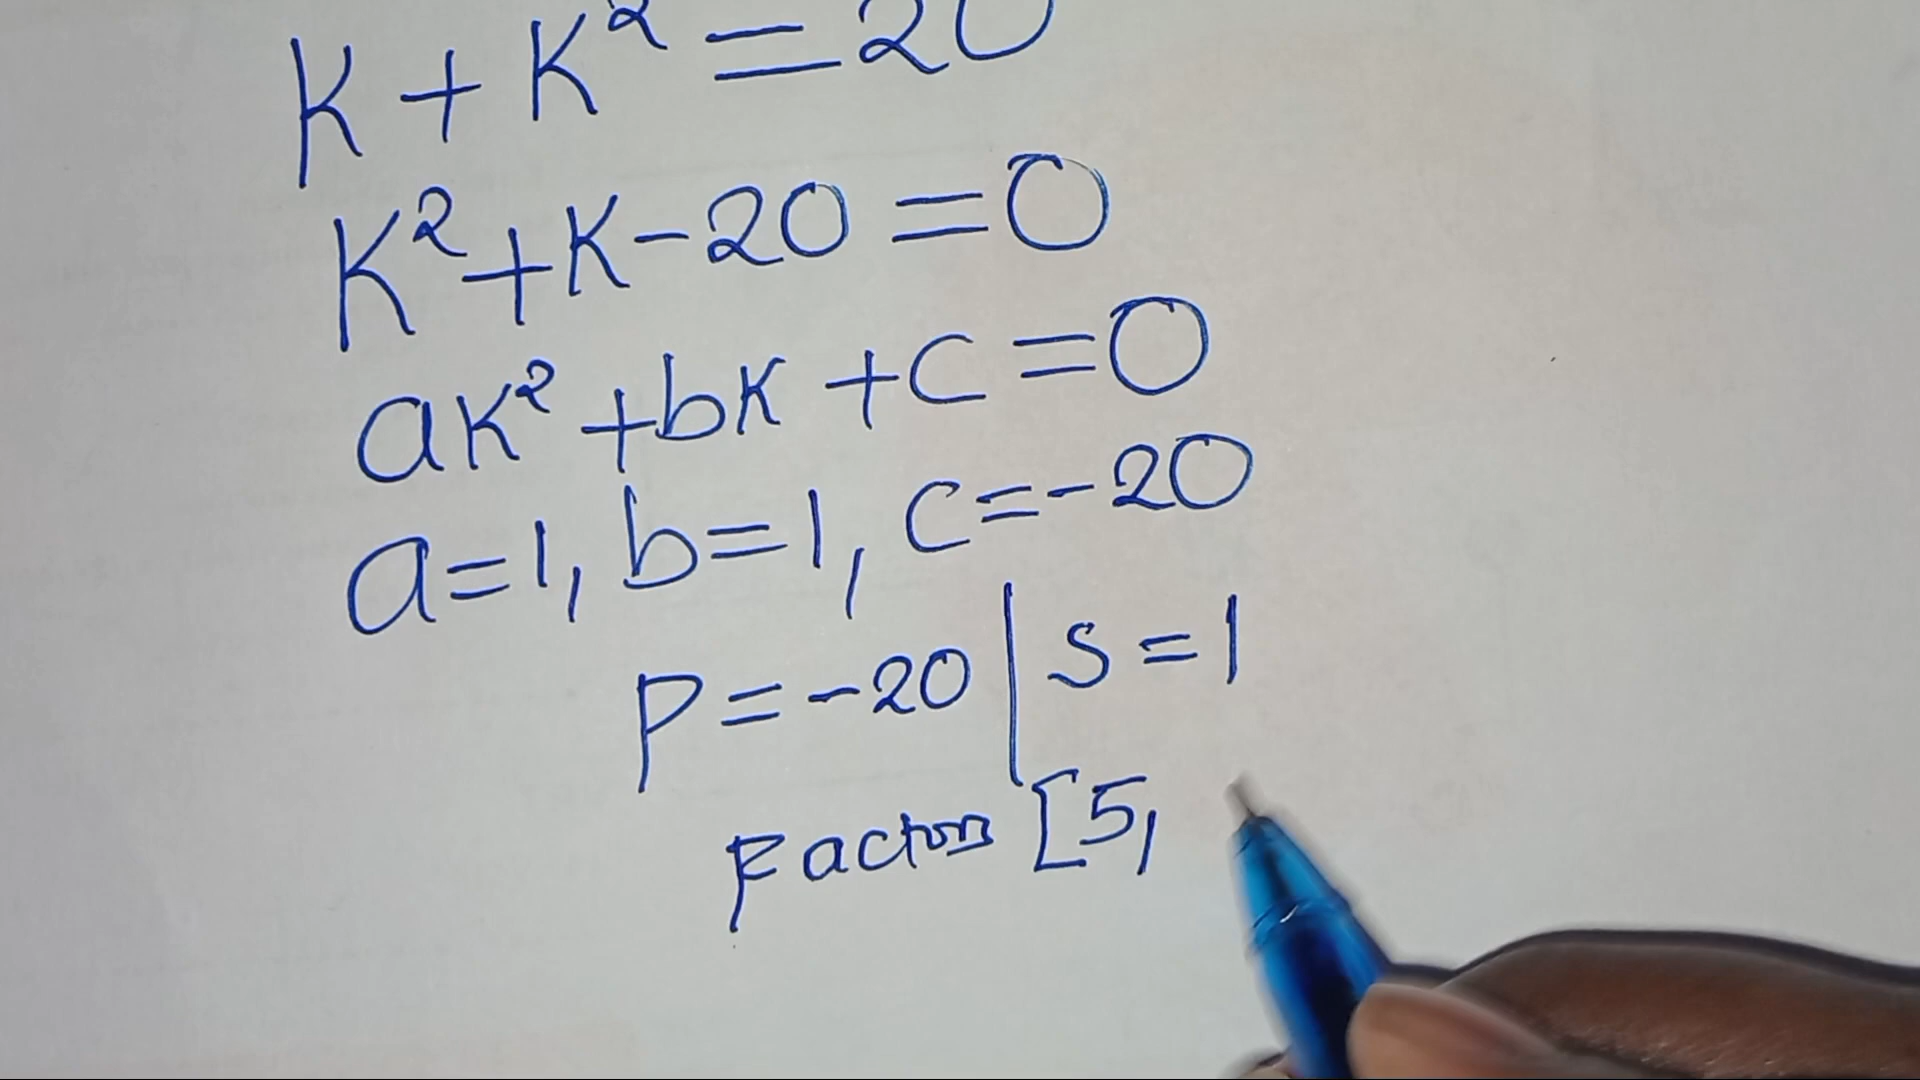 K + K² = 20
K² + K - 20 = 0
aK² + bK + C = 0
a = 1, b = 1, C = -20
P = -20 | S = 1
Factors [5,